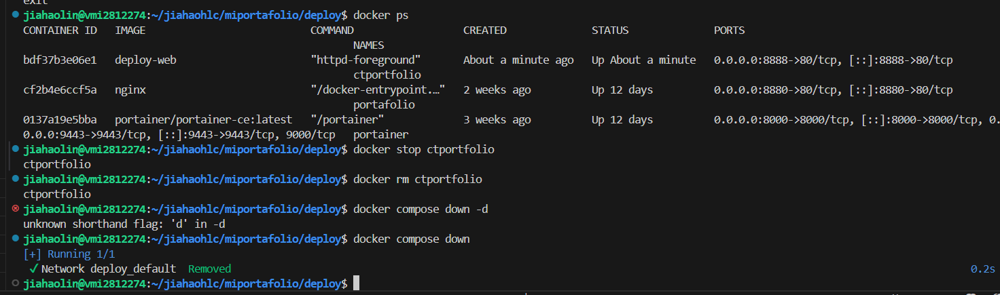 exit
jiahaolin@vmi2812274:~/jiahaohlc/miportafolio/deploy$ docker ps
CONTAINER ID   IMAGE                           COMMAND                  CREATED              STATUS              PORTS
NAMES
bdf37b3e06e1   deploy-web                      "httpd-foreground"       About a minute ago   Up About a minute   0.0.0.0:8888->80/tcp, [::]:8888->80/tcp
ctportfolio
cf2b4e6ccf5a   nginx                           "/docker-entrypoint.…"   2 weeks ago          Up 12 days          0.0.0.0:8880->80/tcp, [::]:8880->80/tcp
portafolio
0137a19e5bba   portainer/portainer-ce:latest   "/portainer"             3 weeks ago          Up 12 days          0.0.0.0:8000->8000/tcp, [::]:8000->8000/tcp, 0.
0.0.0:9443->9443/tcp, [::]:9443->9443/tcp, 9000/tcp   portainer
jiahaolin@vmi2812274:~/jiahaohlc/miportafolio/deploy$ docker stop ctportfolio
ctportfolio
jiahaolin@vmi2812274:~/jiahaohlc/miportafolio/deploy$ docker rm ctportfolio
ctportfolio
jiahaolin@vmi2812274:~/jiahaohlc/miportafolio/deploy$ docker compose down -d
unknown shorthand flag: 'd' in -d
jiahaolin@vmi2812274:~/jiahaohlc/miportafolio/deploy$ docker compose down
[+] Running 1/1
✔ Network deploy_default  Removed 0.2s
jiahaolin@vmi2812274:~/jiahaohlc/miportafolio/deploy$